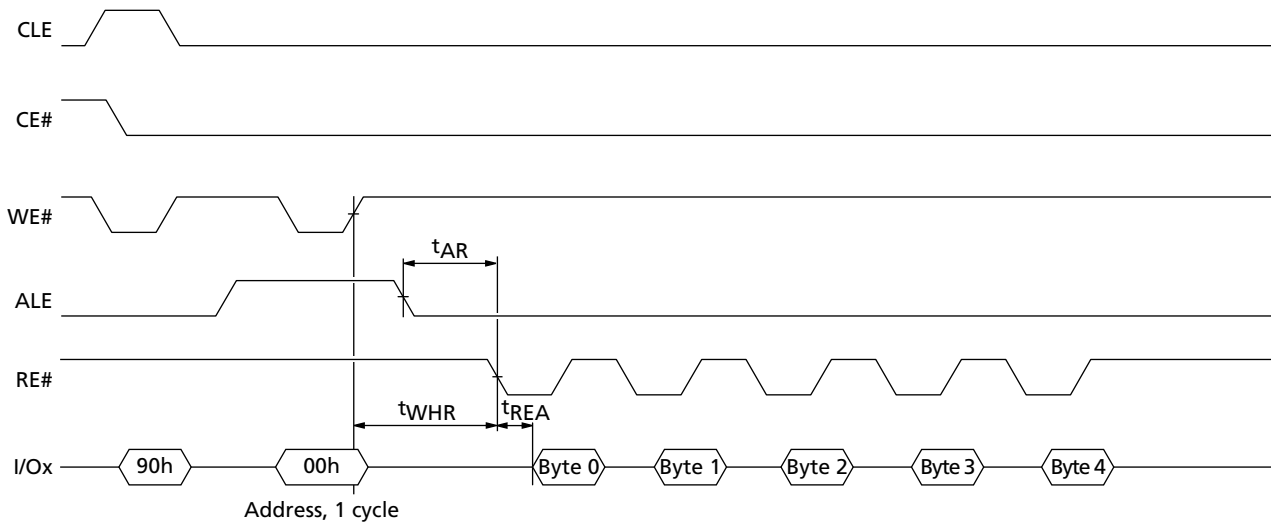 CLE
CE#
WE#
tAR
ALE
RE#
tWHR tREA
I/Ox 90h 00h Byte 0 Byte 1 Byte 2 Byte 3 Byte 4
Address, 1 cycle